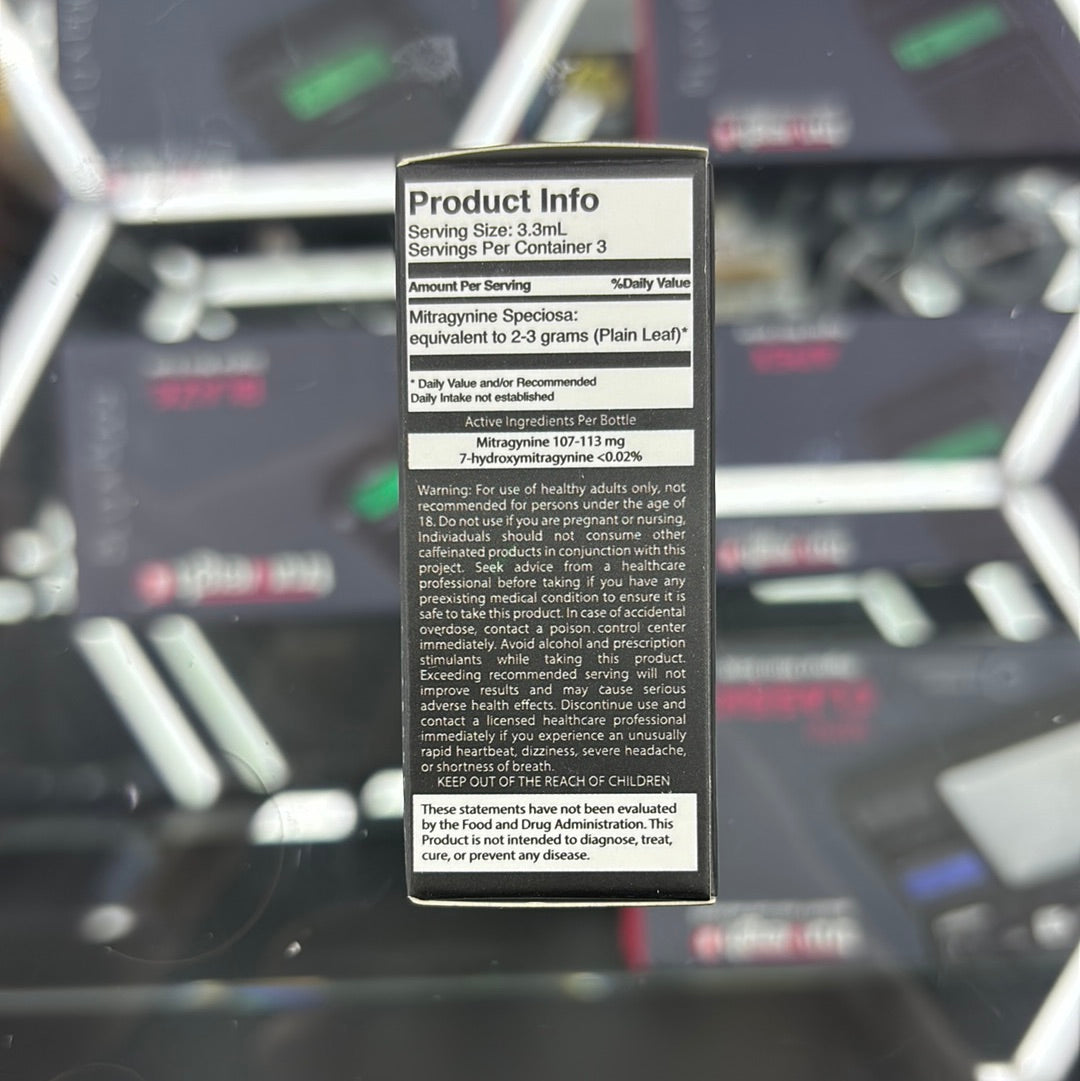 Product Info
Serving Size: 3.3mL
Servings Per Container 3
Amount Per Serving %Daily Value
Mitragynine Speciosa:
equivalent to 2-3 grams (Plain Leaf)*
* Daily Value and/or Recommended
Daily Intake not established
Active Ingredients Per Bottle
Mitragynine 107-113 mg
7-hydroxymitragynine <0.02%
Warning: For use of healthy adults only, not
recommended for persons under the age of
18. Do not use if you are pregnant or nursing,
Indiviaduals should not consume other
caffeinated products in conjunction with this
project. Seek advice from a healthcare
professional before taking if you have any
preexisting medical condition to ensure it is
safe to take this product. In case of accidental
overdose, contact a poison control center
immediately. Avoid alcohol and prescription
stimulants while taking this product.
Exceeding recommended serving will not
improve results and may cause serious
adverse health effects. Discontinue use and
contact a licensed healthcare professional
immediately if you experience an unusually
rapid heartbeat, dizziness, severe headache,
or shortness of breath.
KEEP OUT OF THE REACH OF CHILDREN
These statements have not been evaluated
by the Food and Drug Administration. This
Product is not intended to diagnose, treat,
cure, or prevent any disease.